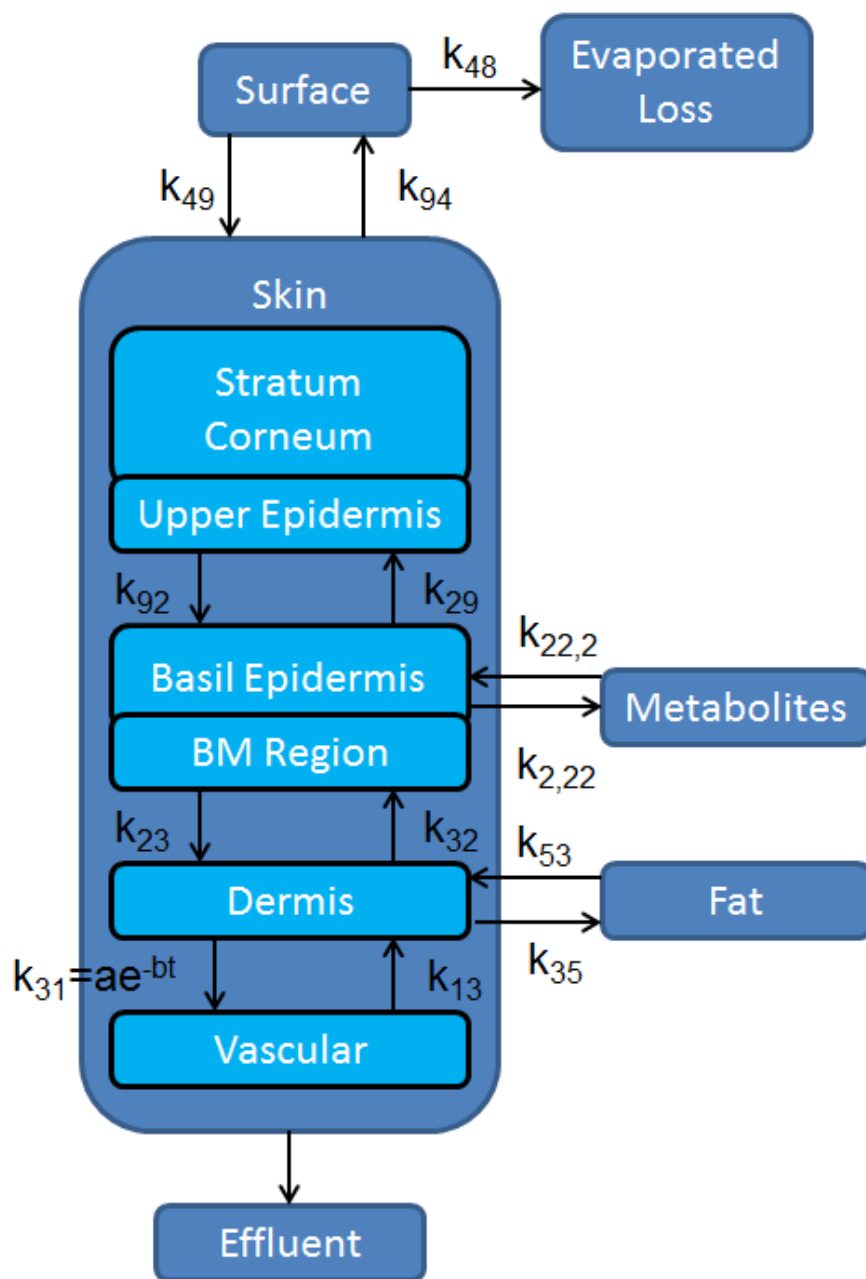 Surface
k48
Evaporated
Loss
k49
k94
Skin
Stratum
Corneum
Upper Epidermis
k92
k29
k22,2
Basil Epidermis
Metabolites
BM Region
k2,22
k23
k32
k53
Dermis
Fat
k35
k31=ae-bt
k13
Vascular
Effluent